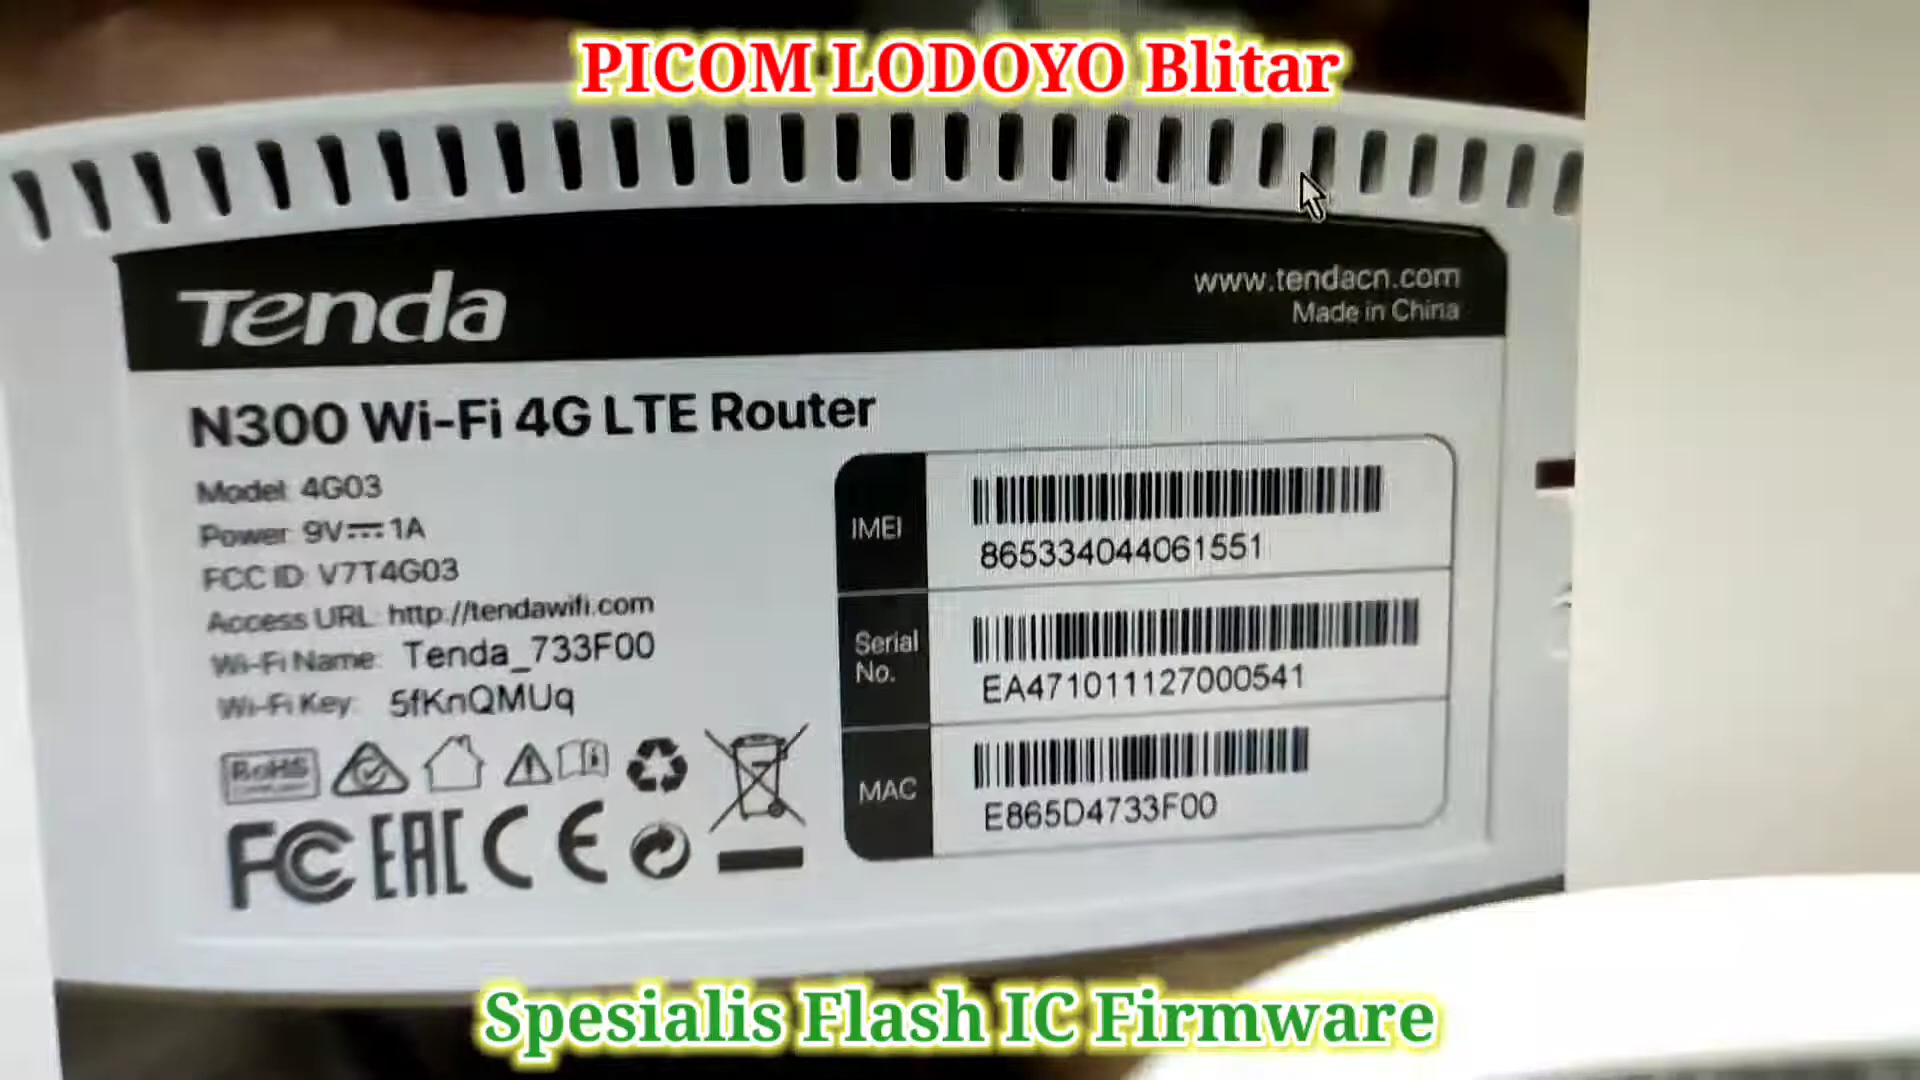 PICOM LODOYO Blitar
Tenda
www.tendacn.com
Made in China
N300 Wi-Fi 4G LTE Router
Model: 4G03
Power: 9V⎓1A
FCC ID: V7T4G03
Access URL: http://tendawifi.com
Wi-Fi Name: Tenda_733F00
Wi-Fi Key: 5fKnQMUq
IMEI
865334044061551
Serial No.
EA471011127000541
MAC
E865D4733F00
RoHS
FC EAC CE
Spesialis Flash IC Firmware